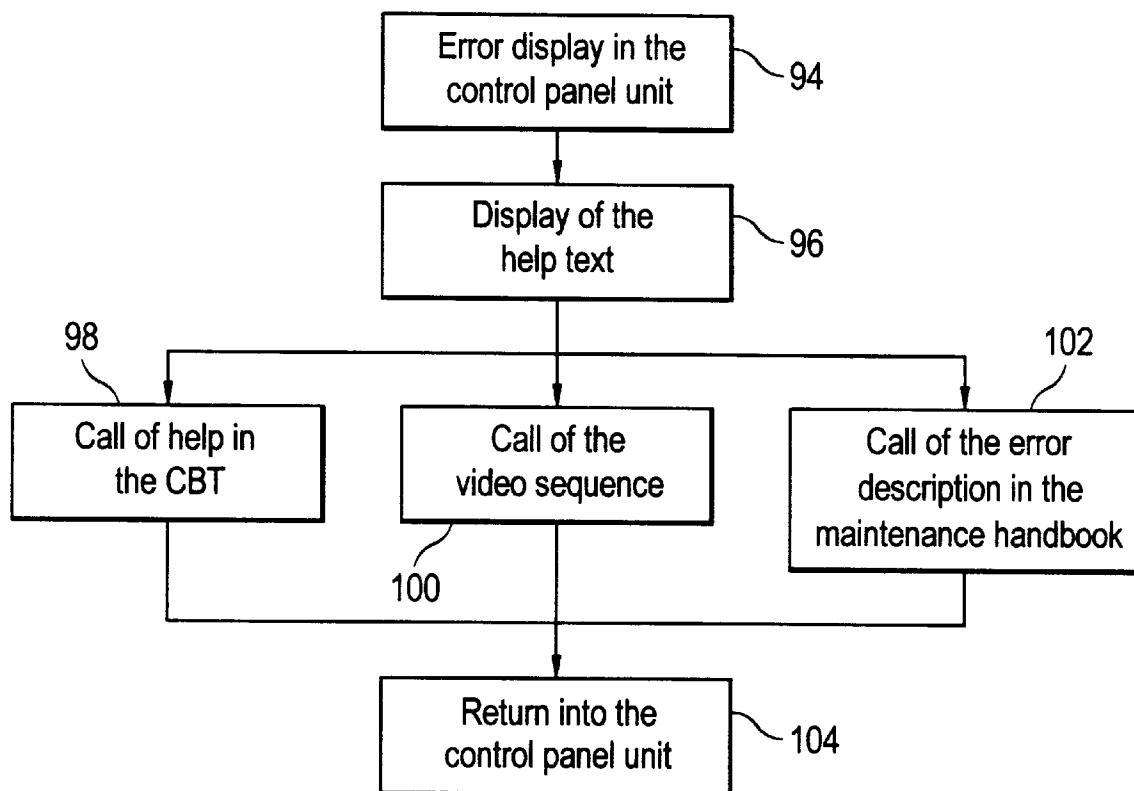 Error display in the
control panel unit
94
Display of the
help text
96
98
Call of help in
the CBT
Call of the
video sequence
100
102
Call of the error
description in the
maintenance handbook
Return into the
control panel unit
104